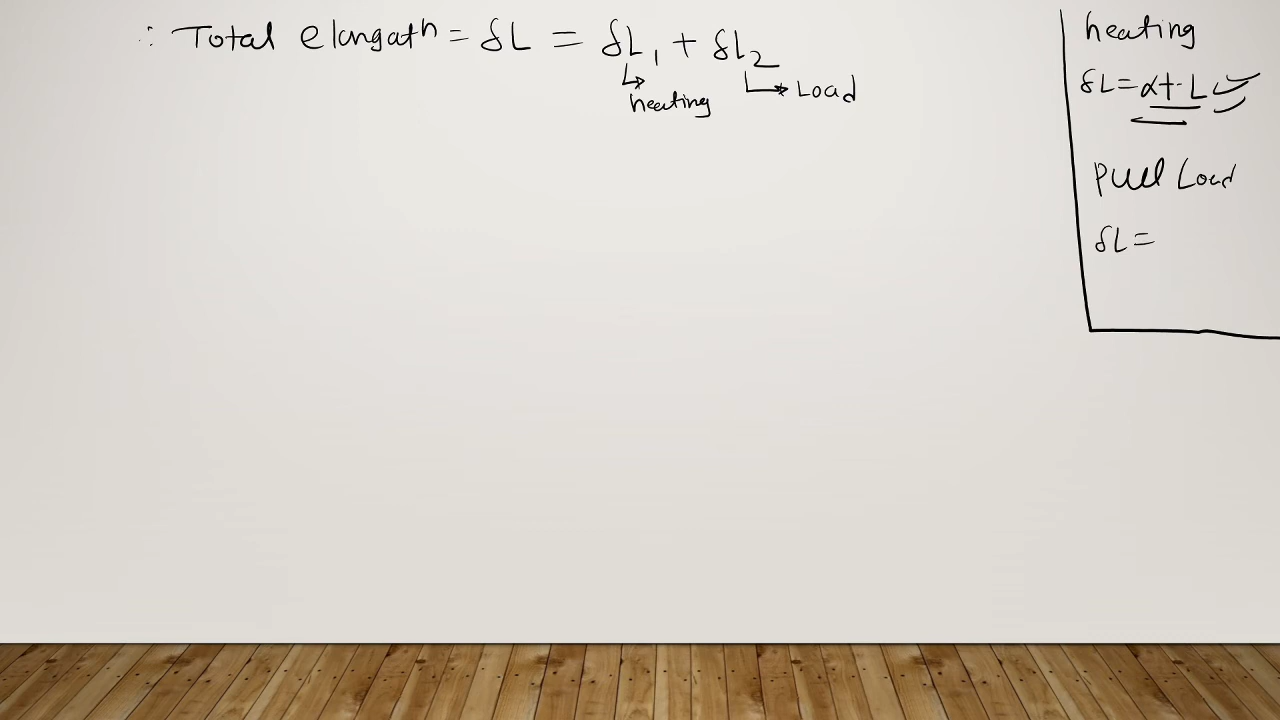 ∴ Total elongatn = δL = δL₁ + δL₂
heating
Load
heating
δL = αt·L
Pull Load
δL =